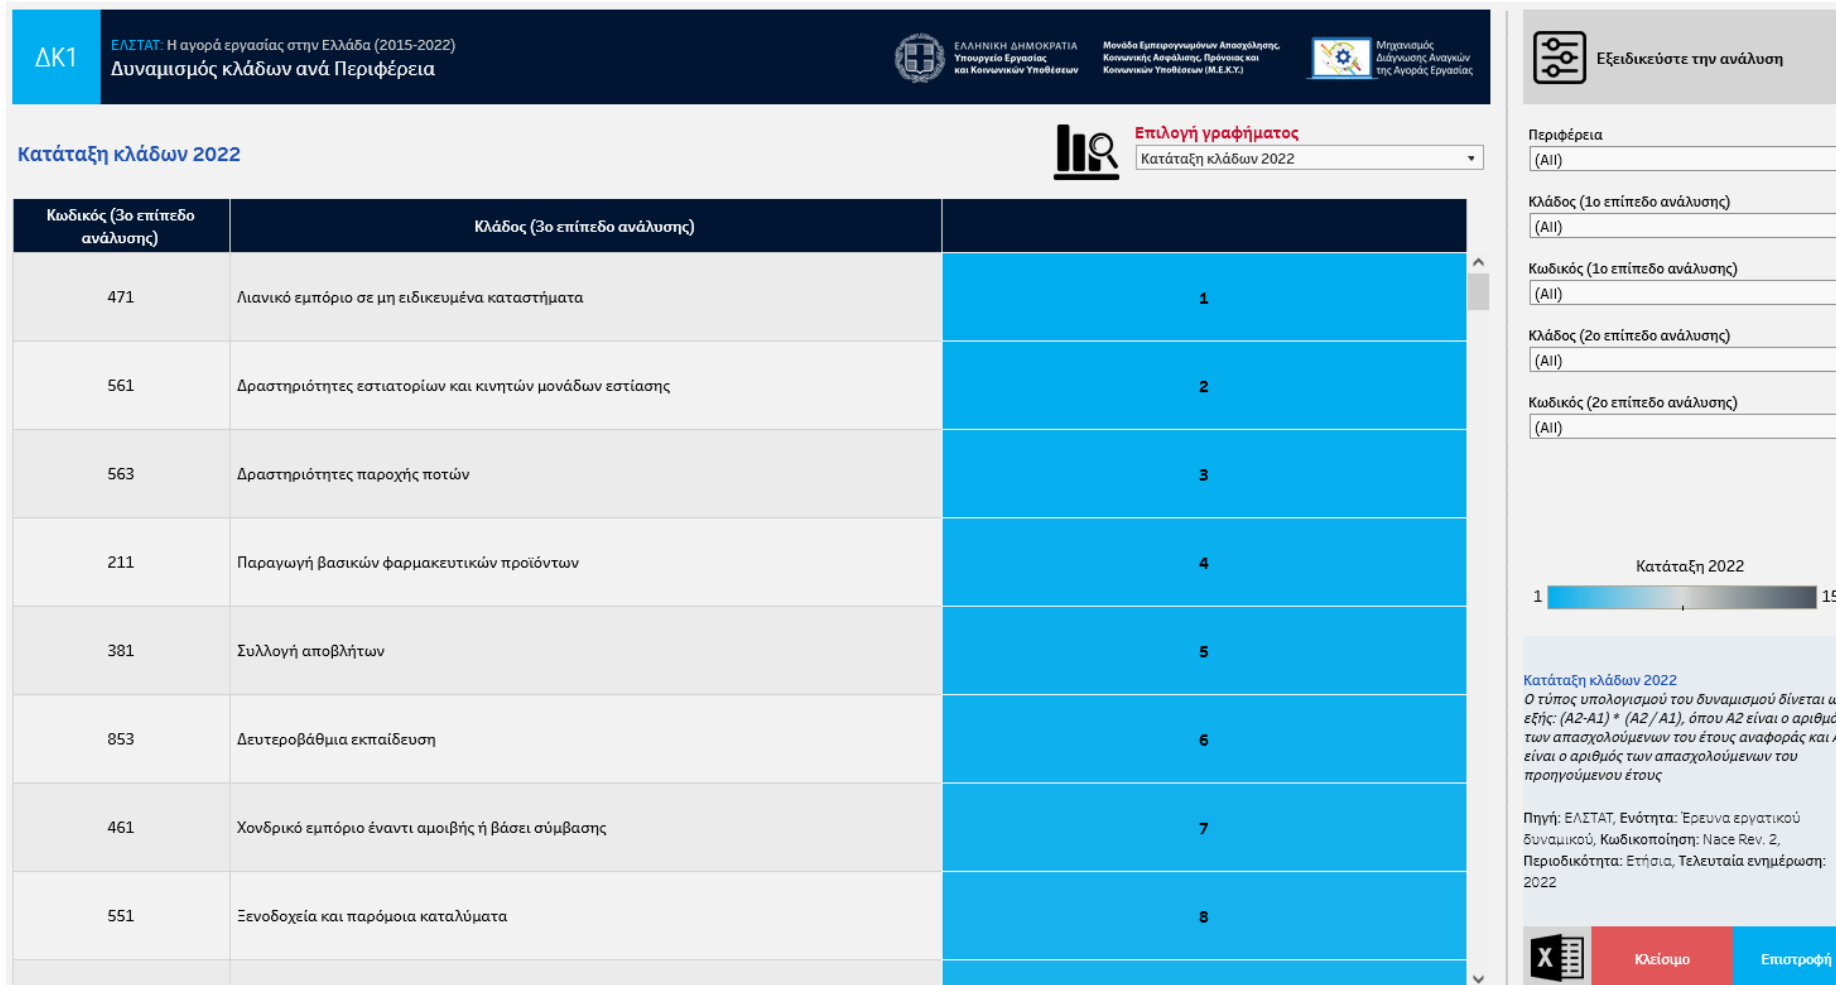 ΔΚ1
ΕΛΣΤΑΤ: Η αγορά εργασίας στην Ελλάδα (2015-2022)
Δυναμισμός κλάδων ανά Περιφέρεια
ΕΛΛΗΝΙΚΗ ΔΗΜΟΚΡΑΤΙΑ
Υπουργείο Εργασίας
και Κοινωνικών Υποθέσεων
Μονάδα Εμπειρογνωμόνων Απασχόλησης,
Κοινωνικής Ασφάλισης, Πρόνοιας και
Κοινωνικών Υποθέσεων (Μ.Ε.Κ.Υ.)
Μηχανισμός
Διάγνωσης Αναγκών
της Αγοράς Εργασίας
Κατάταξη κλάδων 2022
Επιλογή γραφήματος
Κατάταξη κλάδων 2022
Κωδικός (3ο επίπεδο
ανάλυσης)
Κλάδος (3ο επίπεδο ανάλυσης)
471 Λιανικό εμπόριο σε μη ειδικευμένα καταστήματα 1
561 Δραστηριότητες εστιατορίων και κινητών μονάδων εστίασης 2
563 Δραστηριότητες παροχής ποτών 3
211 Παραγωγή βασικών φαρμακευτικών προϊόντων 4
381 Συλλογή αποβλήτων 5
853 Δευτεροβάθμια εκπαίδευση 6
461 Χονδρικό εμπόριο έναντι αμοιβής ή βάσει σύμβασης 7
551 Ξενοδοχεία και παρόμοια καταλύματα 8
Εξειδικεύστε την ανάλυση
Περιφέρεια
(All)
Κλάδος (1ο επίπεδο ανάλυσης)
(All)
Κωδικός (1ο επίπεδο ανάλυσης)
(All)
Κλάδος (2ο επίπεδο ανάλυσης)
(All)
Κωδικός (2ο επίπεδο ανάλυσης)
(All)
Κατάταξη 2022
1 15
Κατάταξη κλάδων 2022
Ο τύπος υπολογισμού του δυναμισμού δίνεται ω
εξής: (Α2-Α1) * (Α2 / Α1), όπου Α2 είναι ο αριθμό
των απασχολούμενων του έτους αναφοράς και Α
είναι ο αριθμός των απασχολούμενων του
προηγούμενου έτους
Πηγή: ΕΛΣΤΑΤ, Ενότητα: Έρευνα εργατικού
δυναμικού, Κωδικοποίηση: Nace Rev. 2,
Περιοδικότητα: Ετήσια, Τελευταία ενημέρωση:
2022
Κλείσιμο
Επιστροφή